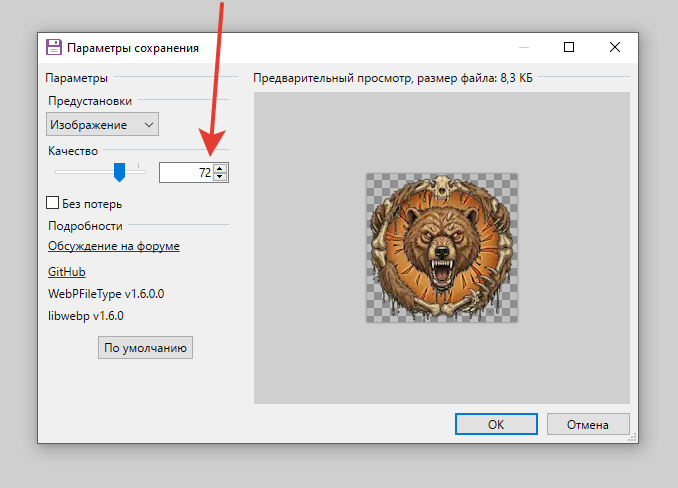 Параметры сохранения
Параметры
Предустановки
Изображение
Качество
72
Без потерь
Подробности
Обсуждение на форуме
GitHub
WebPFileType v1.6.0.0
libwebp v1.6.0
По умолчанию
Предварительный просмотр, размер файла: 8,3 КБ
OK
Отмена